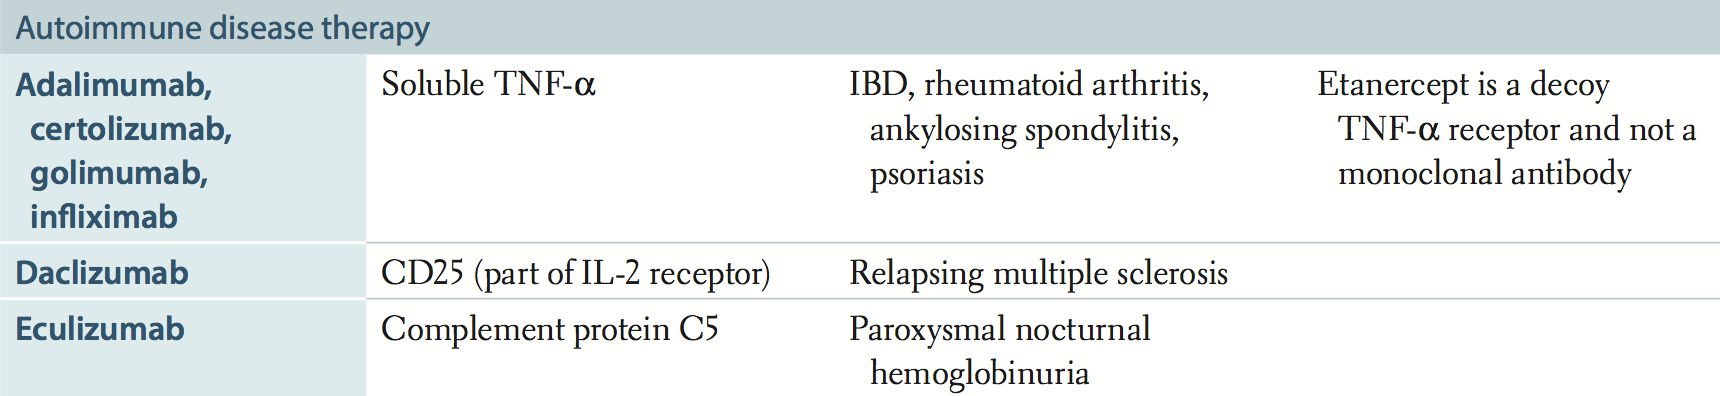 Autoimmune disease therapy
Adalimumab,
certolizumab,
golimumab,
infliximab
Soluble TNF-α
IBD, rheumatoid arthritis,
ankylosing spondylitis,
psoriasis
Etanercept is a decoy
TNF-α receptor and not a
monoclonal antibody
Daclizumab
CD25 (part of IL-2 receptor)
Relapsing multiple sclerosis
Eculizumab
Complement protein C5
Paroxysmal nocturnal
hemoglobinuria